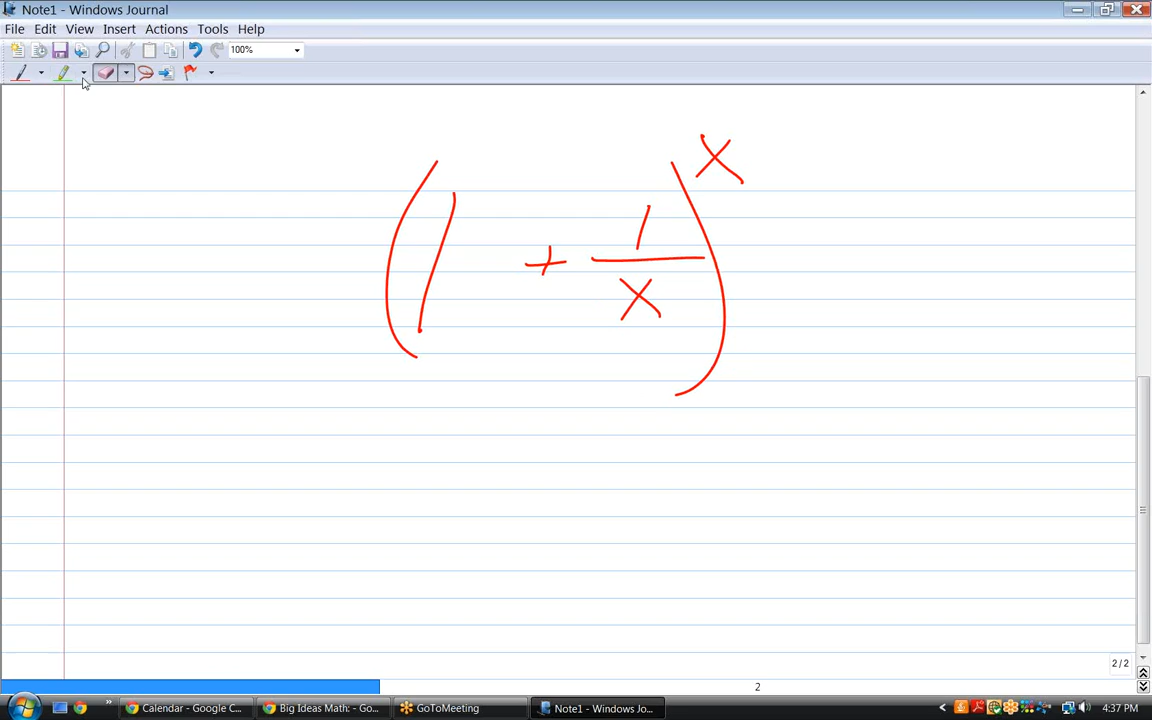 Note1 - Windows Journal
File Edit View Insert Actions Tools Help
100%
(1 + 1/x)^x
2 / 2
2
Calendar - Google C... Big Ideas Math: - Go... GoToMeeting Note1 - Windows Jo... 4:37 PM